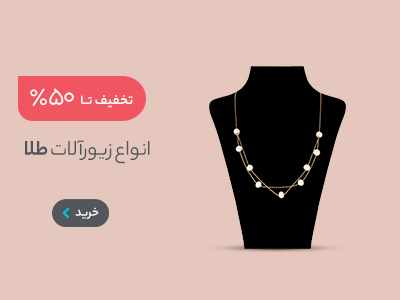 تخفیف تا ۵۰%
انواع زیورآلات طلا
خرید